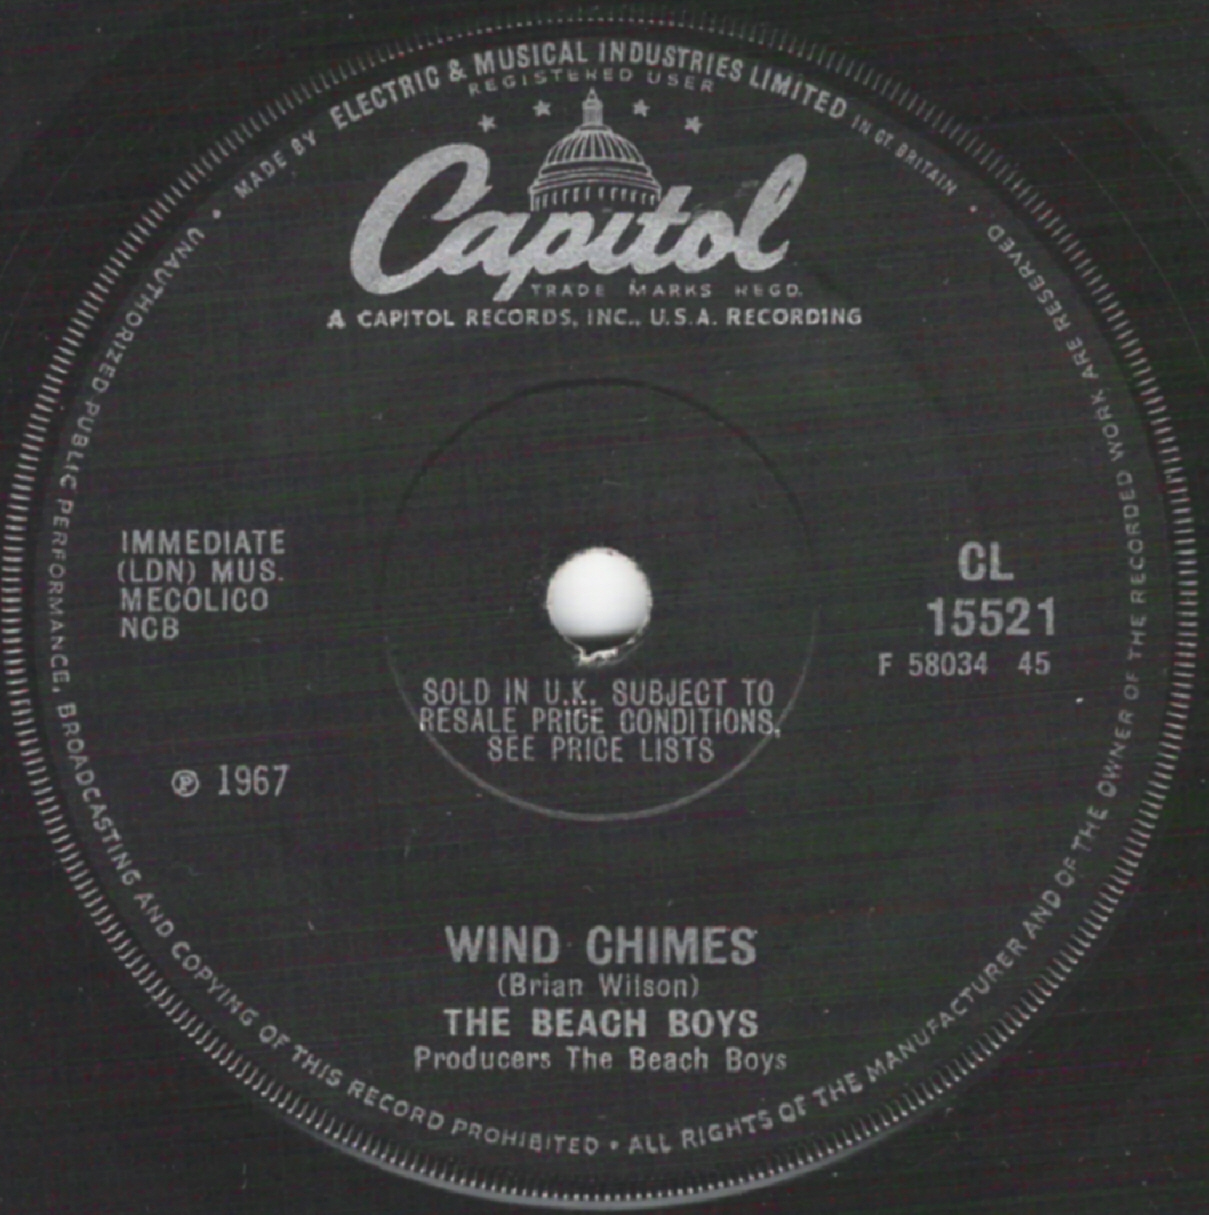 MADE BY ELECTRIC & MUSICAL INDUSTRIES LIMITED IN GT BRITAIN •
REGISTERED USER
Capitol
TRADE MARKS REGD.
A CAPITOL RECORDS, INC., U.S.A. RECORDING
IMMEDIATE
(LDN) MUS.
MECOLICO
NCB
CL
15521
F 58034 45
SOLD IN U.K. SUBJECT TO
RESALE PRICE CONDITIONS,
SEE PRICE LISTS
℗ 1967
WIND CHIMES
(Brian Wilson)
THE BEACH BOYS
Producers The Beach Boys
• UNAUTHORIZED PUBLIC PERFORMANCE, BROADCASTING AND COPYING OF THIS RECORD PROHIBITED • ALL RIGHTS OF THE MANUFACTURER AND OF THE OWNER OF THE RECORDED WORK ARE RESERVED